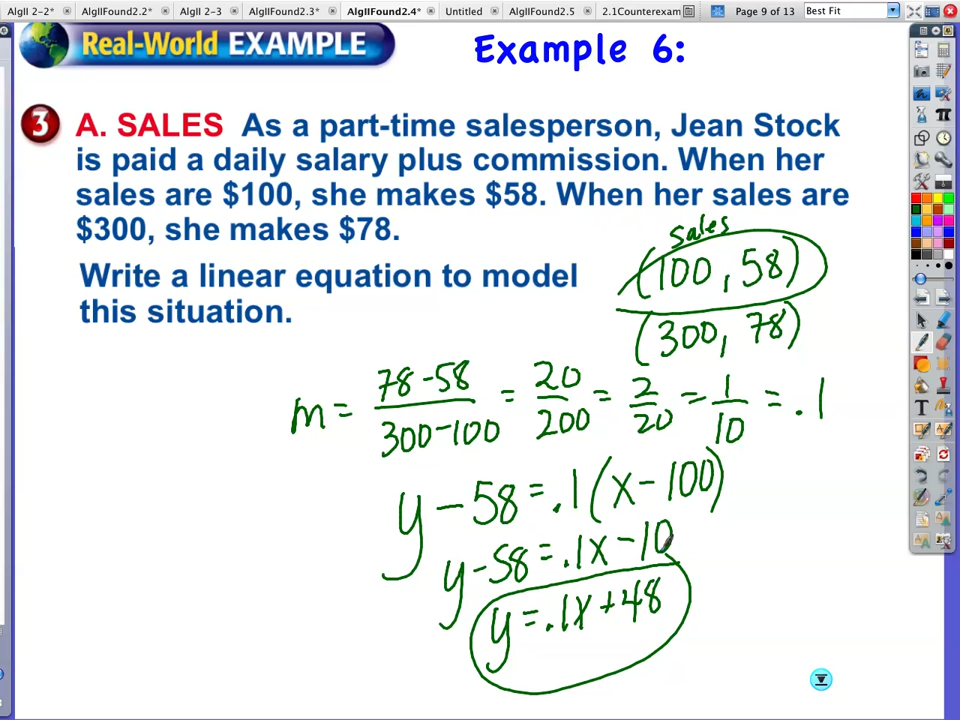 AlgII 2-2* AlgIIFound2.2* AlgII 2-3 AlgIIFound2.3* AlgIIFound2.4* Untitled AlgIIFound2.5 2.1Counterexam Page 9 of 13 Best Fit
Real-World EXAMPLE
Example 6:
3 A. SALES As a part-time salesperson, Jean Stock
is paid a daily salary plus commission. When her
sales are $100, she makes $58. When her sales are
$300, she makes $78.
Write a linear equation to model
this situation.
sales
(100, 58)
(300, 78)
m = 78-58/300-100 = 20/200 = 2/20 = 1/10 = .1
y - 58 = .1(x - 100)
y - 58 = .1x - 10
y = .1x + 48